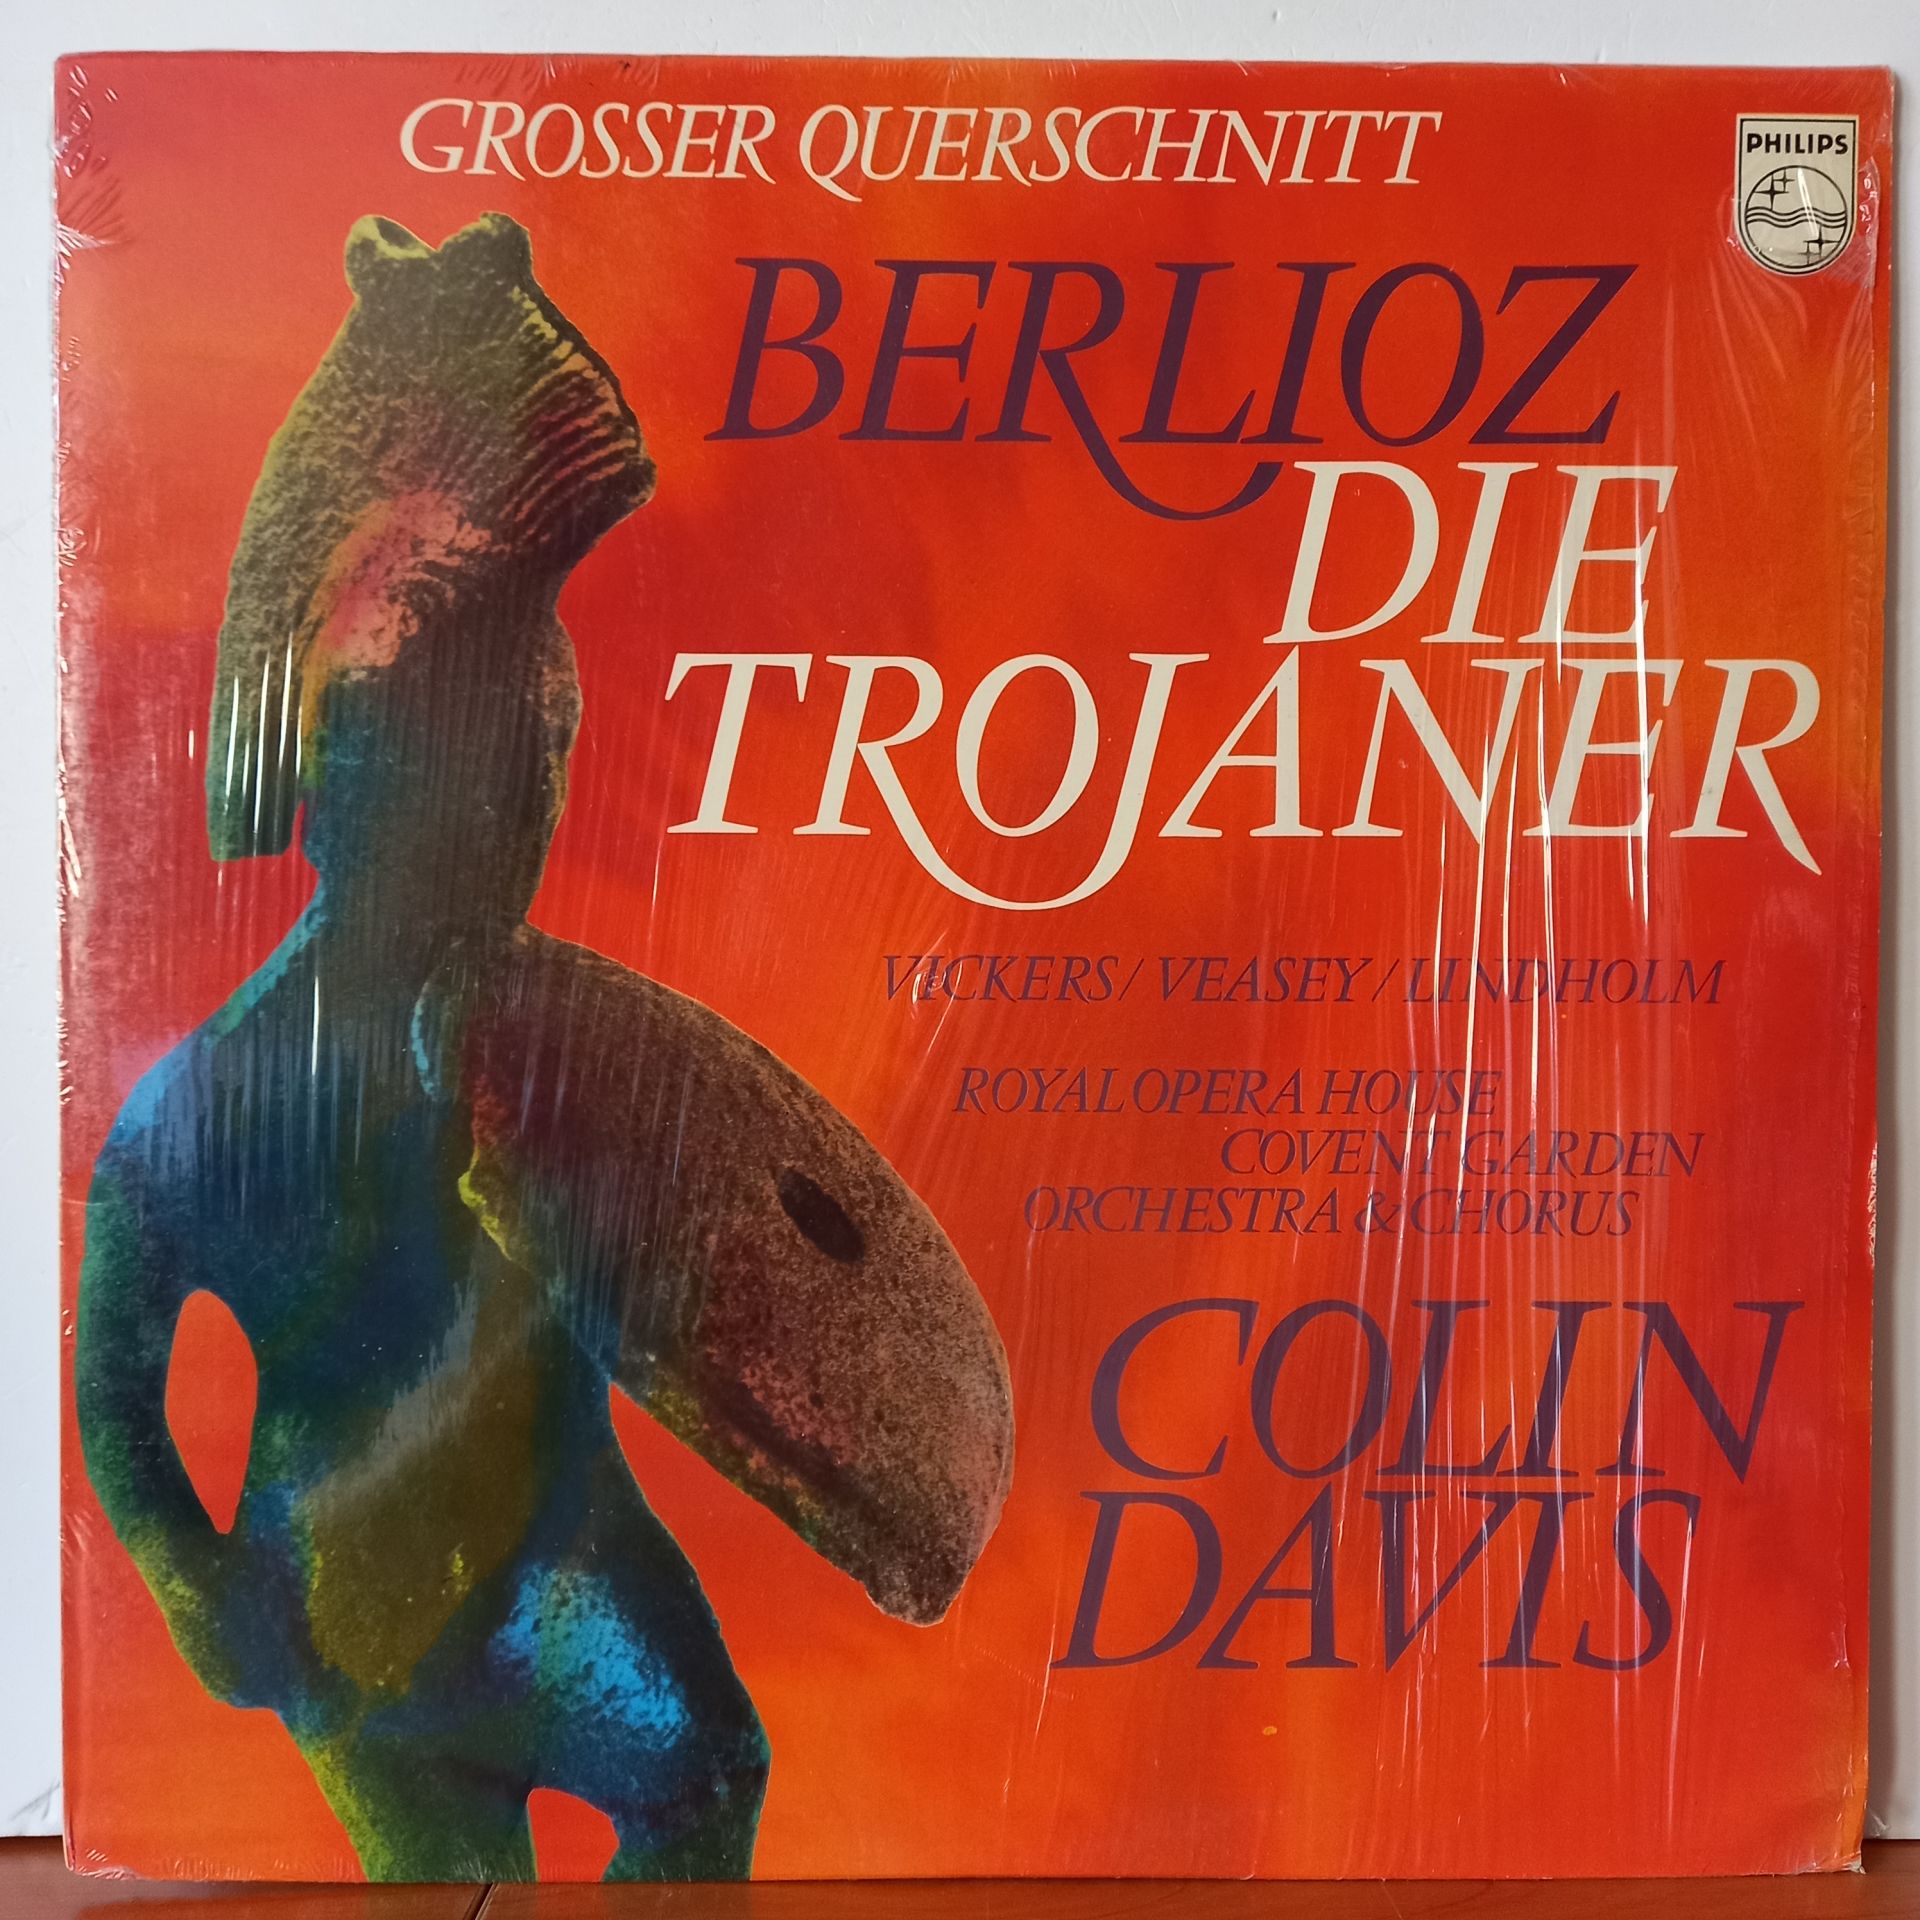 GROSSER QUERSCHNITT
PHILIPS
BERLIOZ
DIE
TROJANER
VICKERS/VEASEY/LINDHOLM
ROYAL OPERA HOUSE
COVENT GARDEN
ORCHESTRA & CHORUS
COLIN
DAVIS